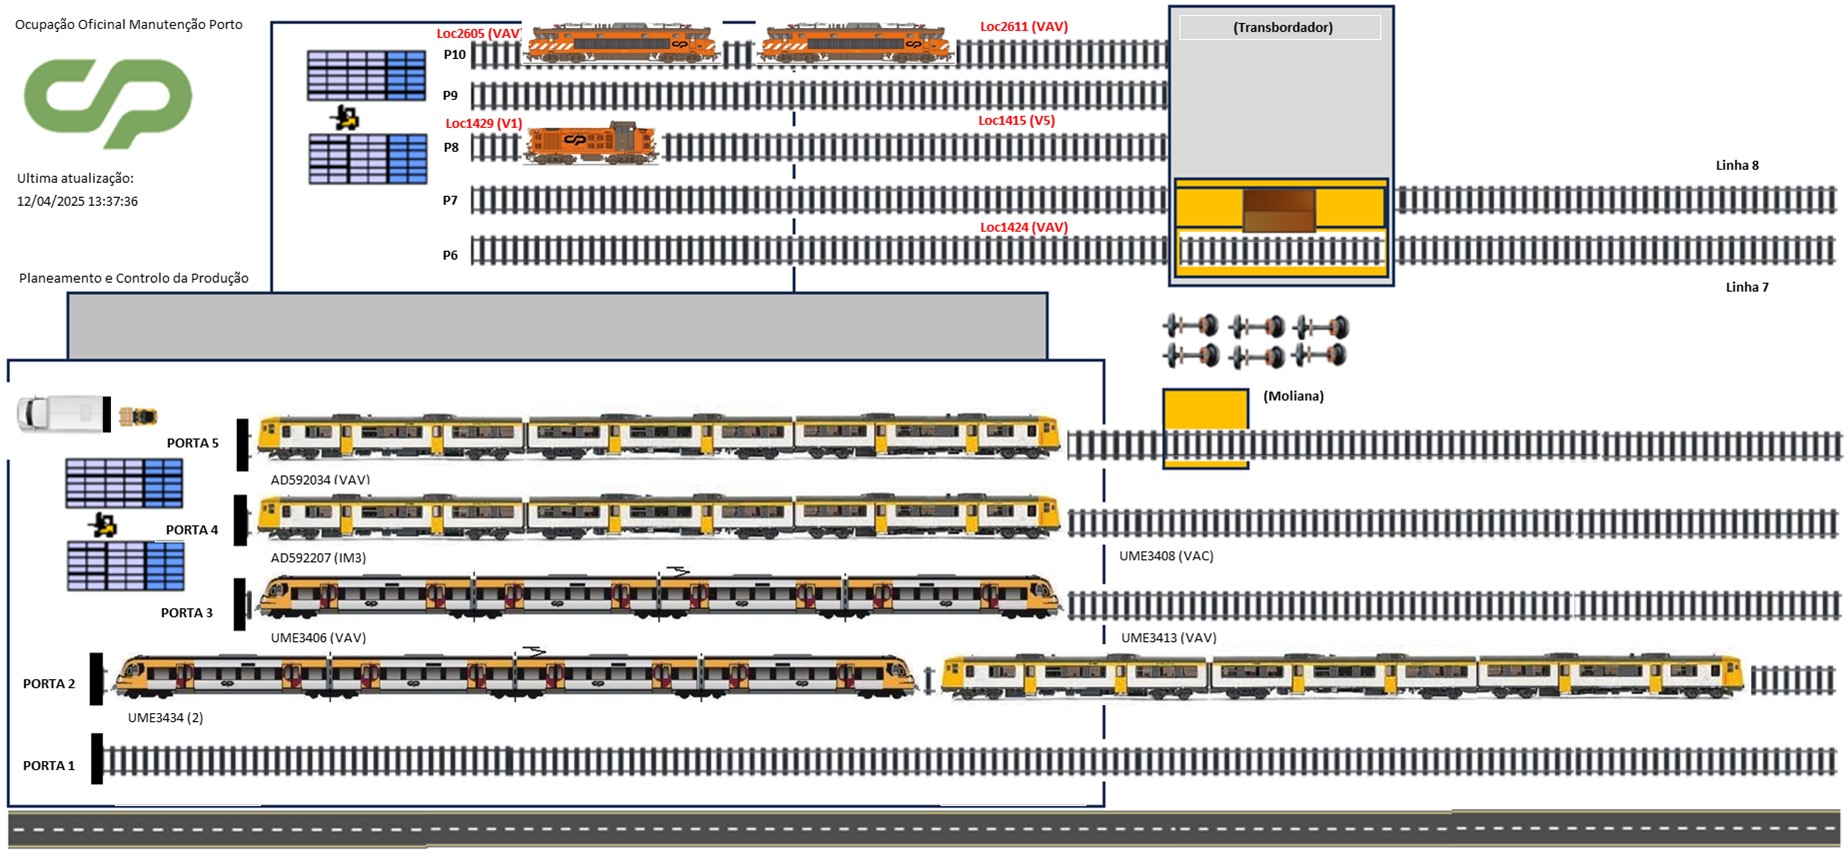 Ocupação Oficinal Manutenção Porto
CP
Ultima atualização:
12/04/2025 13:37:36
Planeamento e Controlo da Produção
Loc2605 (VAV)
Loc2611 (VAV)
P10
P9
Loc1429 (V1)
Loc1415 (V5)
P8
P7
Loc1424 (VAV)
P6
(Transbordador)
Linha 8
Linha 7
(Moliana)
PORTA 5
AD592034 (VAV)
PORTA 4
AD592207 (IM3)
UME3408 (VAC)
PORTA 3
UME3406 (VAV)
UME3413 (VAV)
PORTA 2
UME3434 (2)
PORTA 1